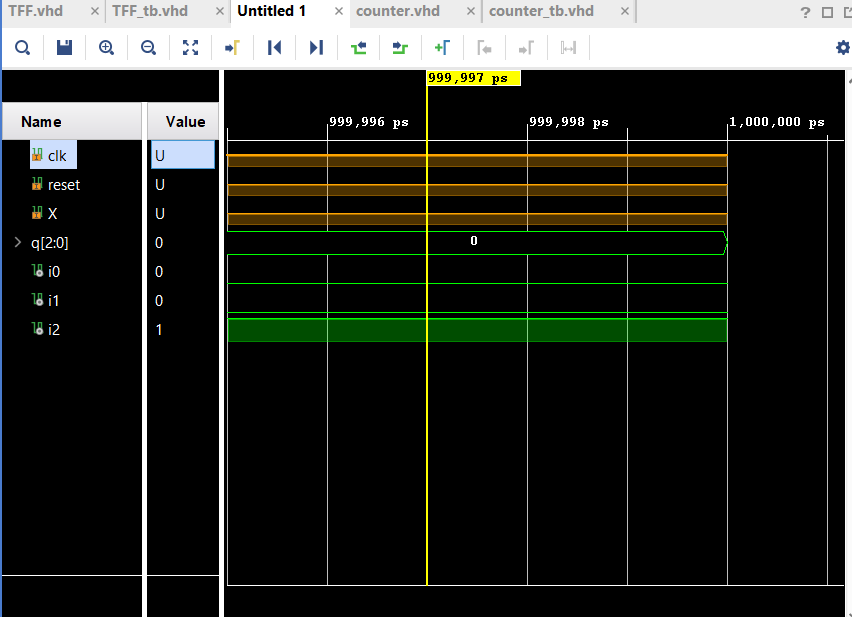 TFF.vhd × TFF_tb.vhd × Untitled 1 × counter.vhd × counter_tb.vhd × ?
999,997 ps
Name Value
999,996 ps 999,998 ps 1,000,000 ps
clk U
reset U
X U
q[2:0] 0 0
i0 0
i1 0
i2 1